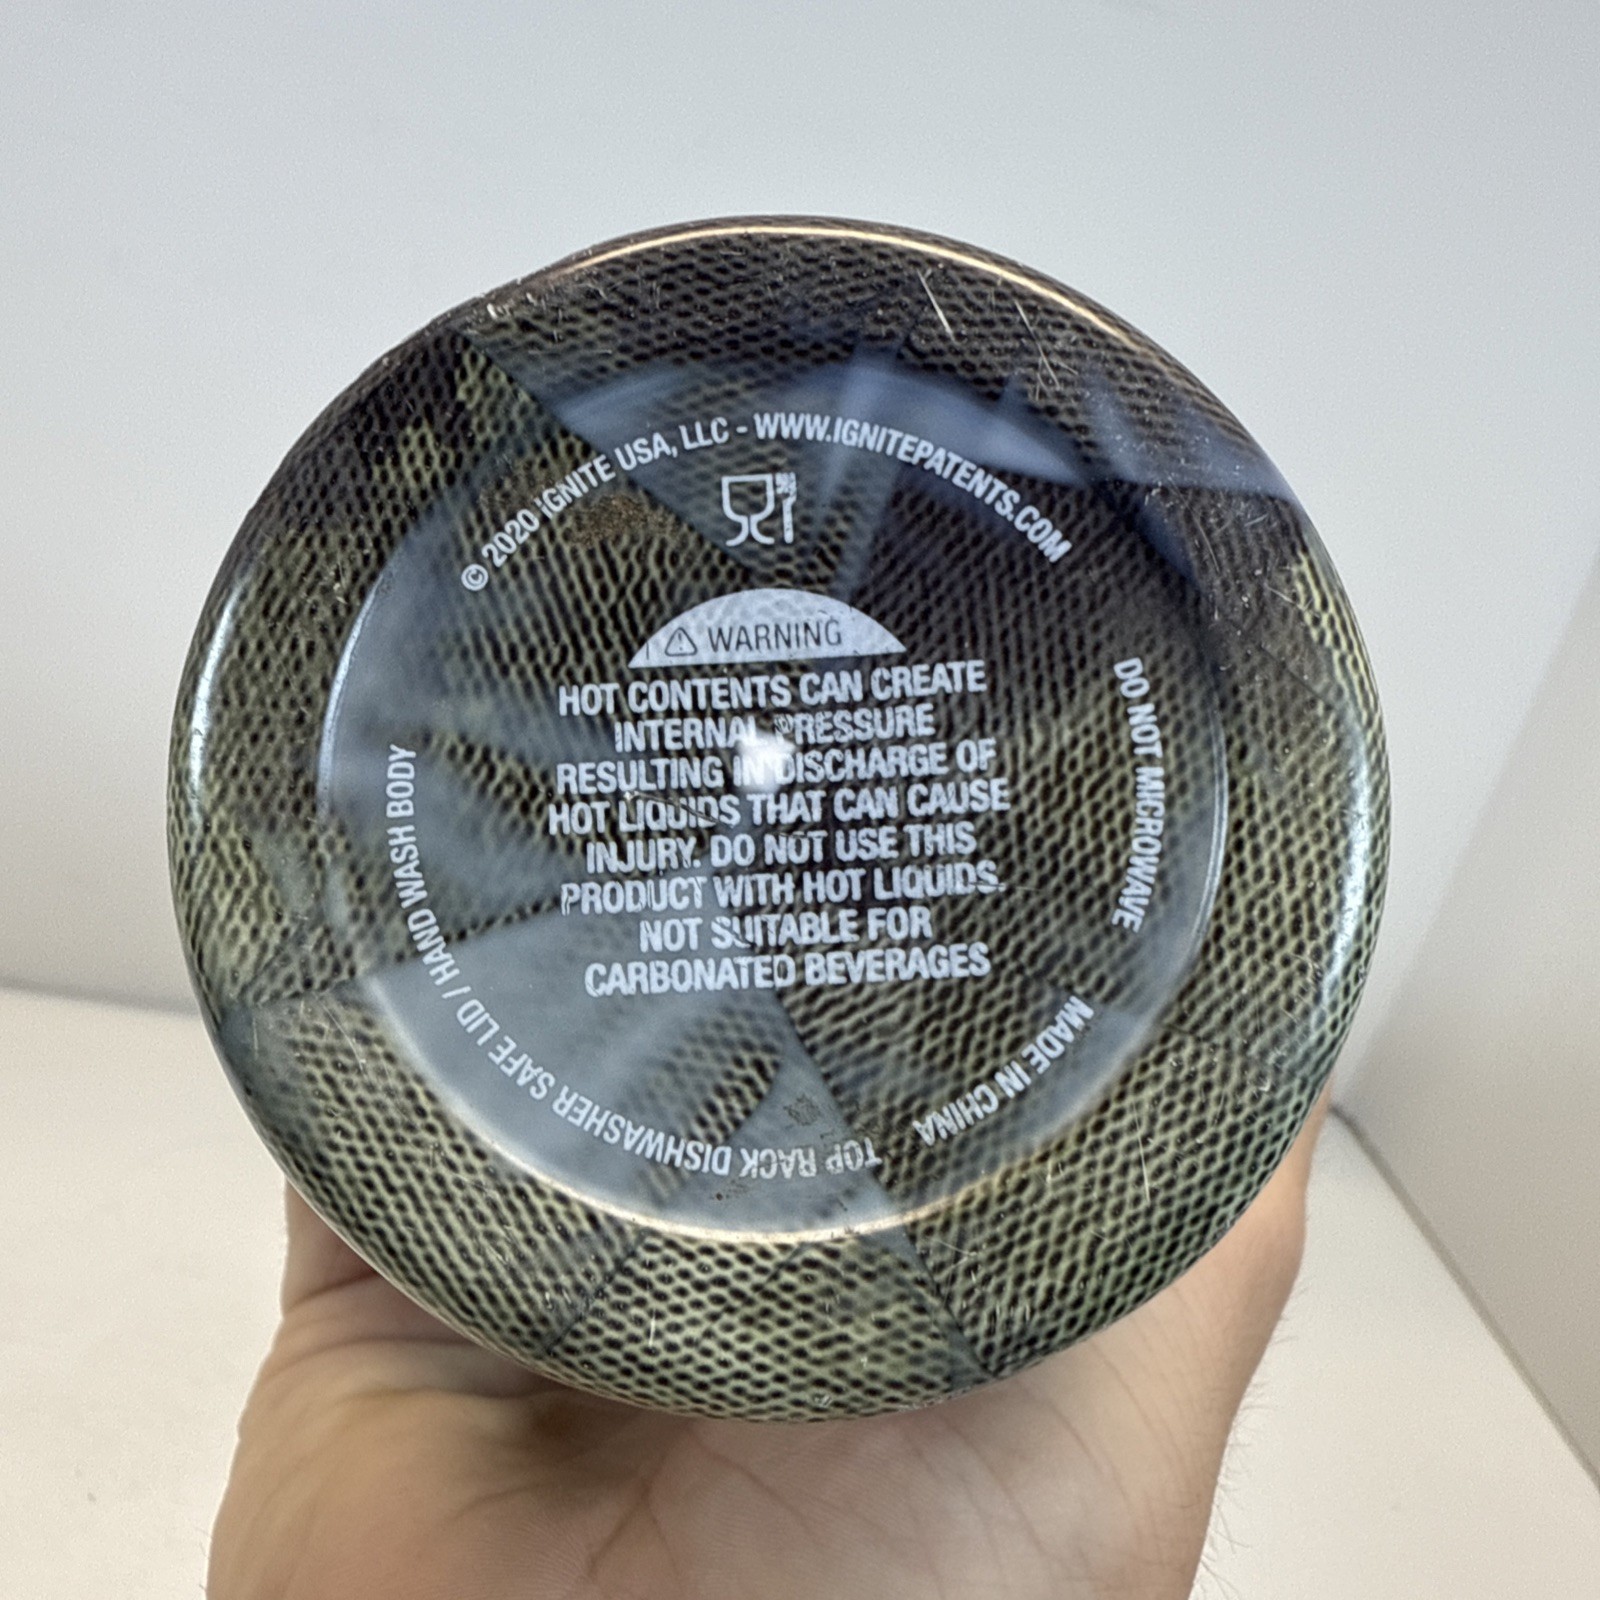 © 2020 IGNITE USA, LLC - WWW.IGNITEPATENTS.COM
⚠ WARNING
HOT CONTENTS CAN CREATE
INTERNAL PRESSURE
RESULTING IN DISCHARGE OF
HOT LIQUIDS THAT CAN CAUSE
INJURY. DO NOT USE THIS
PRODUCT WITH HOT LIQUIDS.
NOT SUITABLE FOR
CARBONATED BEVERAGES
DO NOT MICROWAVE
MADE IN CHINA
TOP RACK DISHWASHER SAFE LID / HAND WASH BODY